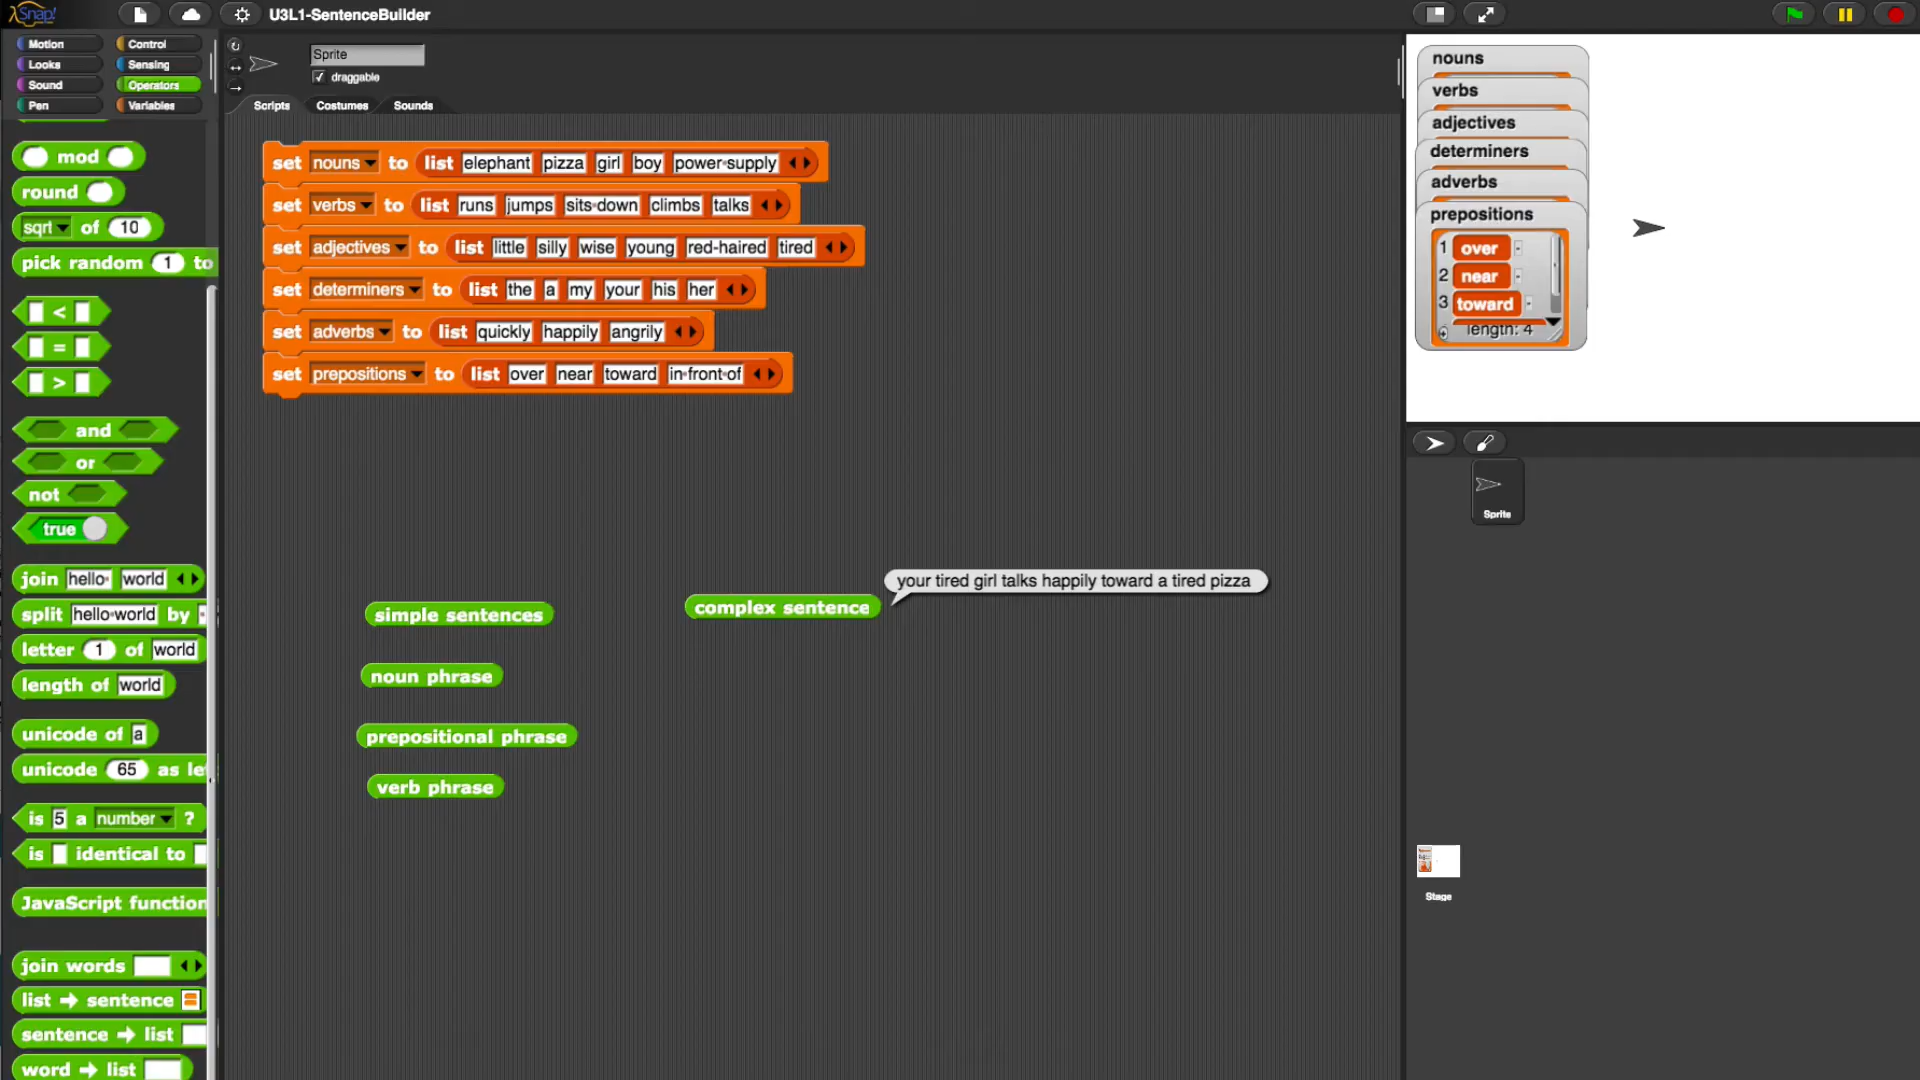 Snap!
U3L1-SentenceBuilder
Motion
Control
Looks
Sensing
Sound
Operators
Pen
Variables
Sprite
draggable
Scripts
Costumes
Sounds
mod
round
sqrt of 10
pick random 1 to
<
=
>
and
or
not
true
join hello world
split hello world by
letter 1 of world
length of world
unicode of a
unicode 65 as let
is 5 a number ?
is identical to
JavaScript function
join words
list → sentence
sentence → list
word → list
set nouns to list elephant pizza girl boy power supply
set verbs to list runs jumps sits down climbs talks
set adjectives to list little silly wise young red-haired tired
set determiners to list the a my your his her
set adverbs to list quickly happily angrily
set prepositions to list over near toward in front of
simple sentences
noun phrase
prepositional phrase
verb phrase
complex sentence
your tired girl talks happily toward a tired pizza
nouns
verbs
adjectives
determiners
adverbs
prepositions
1 over
2 near
3 toward
length: 4
Sprite
Stage